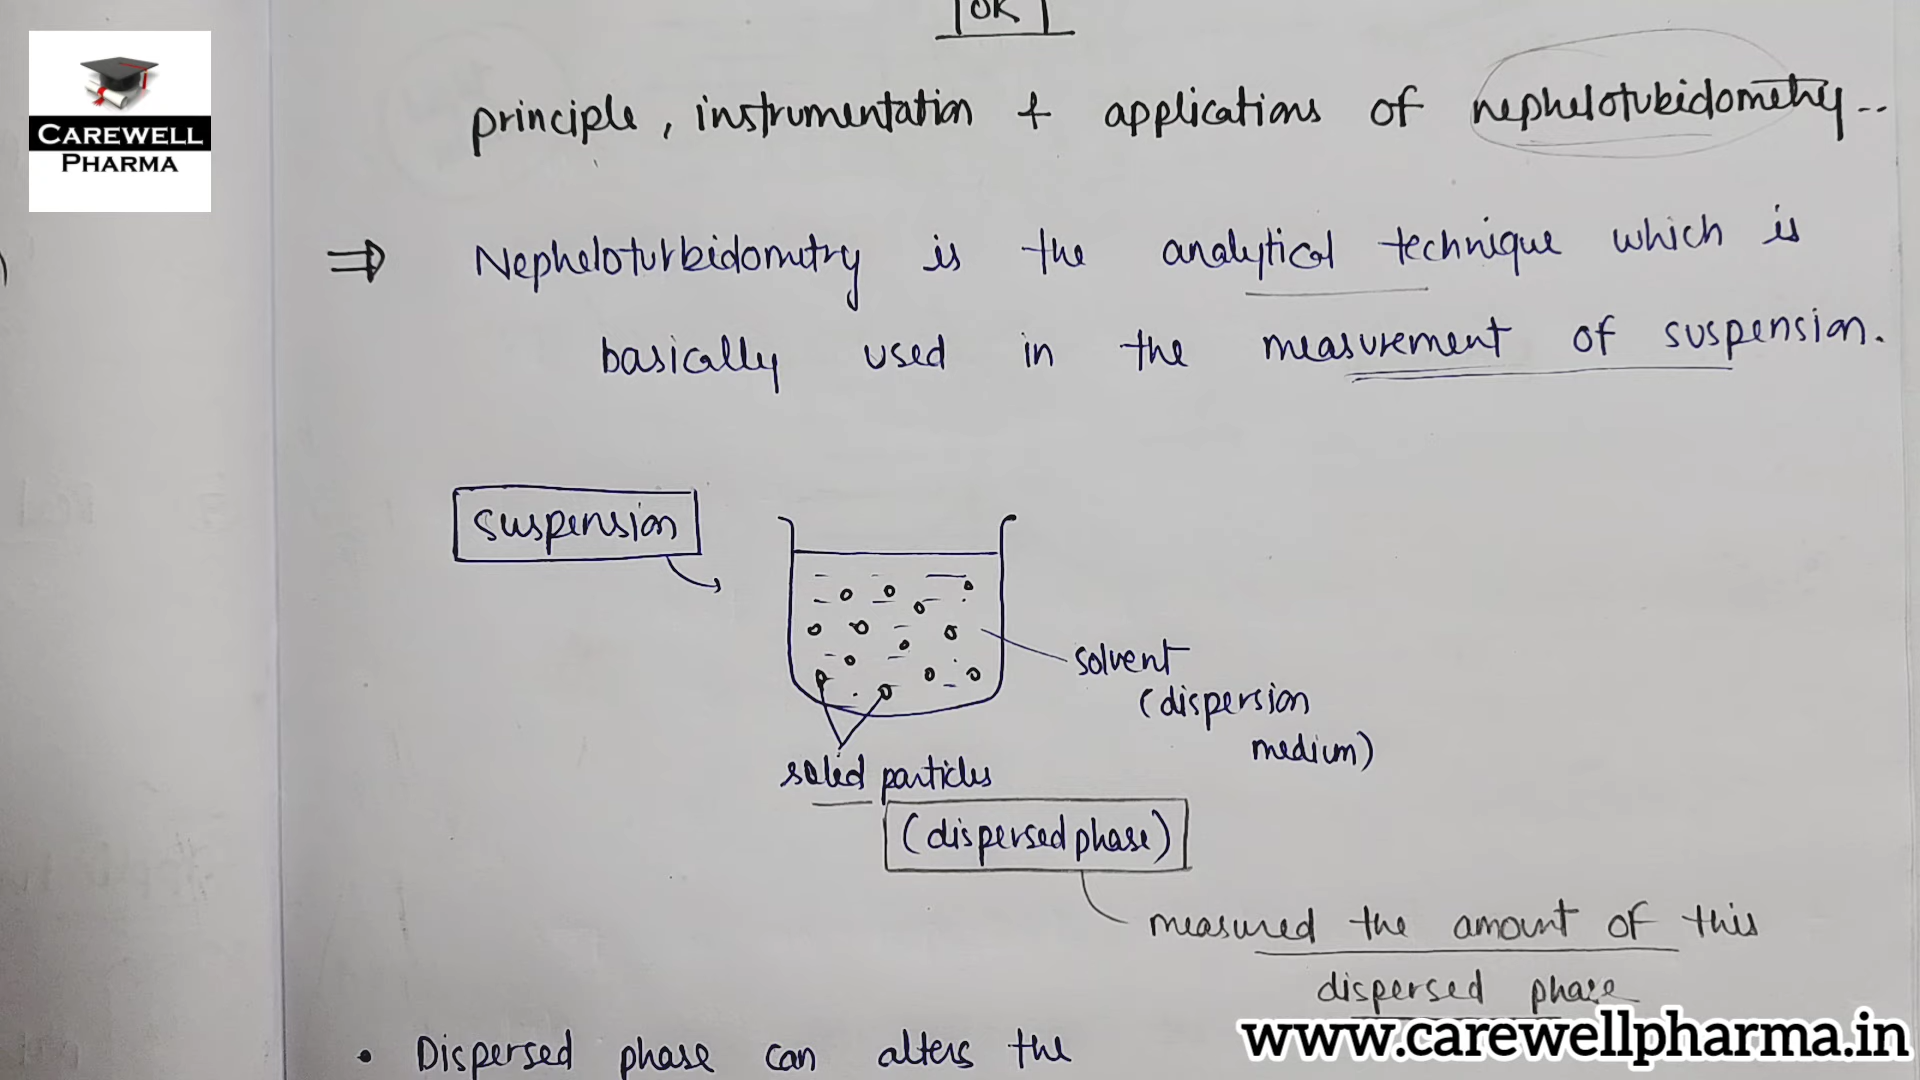 OR
CAREWELL
PHARMA
principle, instrumentation + applications of nephelotubidometry..
⇒ Nepheloturbidometry is the analytical technique which is
basically used in the measurement of suspension.
suspension
solvent
(dispersion
medium)
solid particles
(dispersed phase)
measured the amount of this
dispersed phase
www.carewellpharma.in
• Dispersed phase can alters the